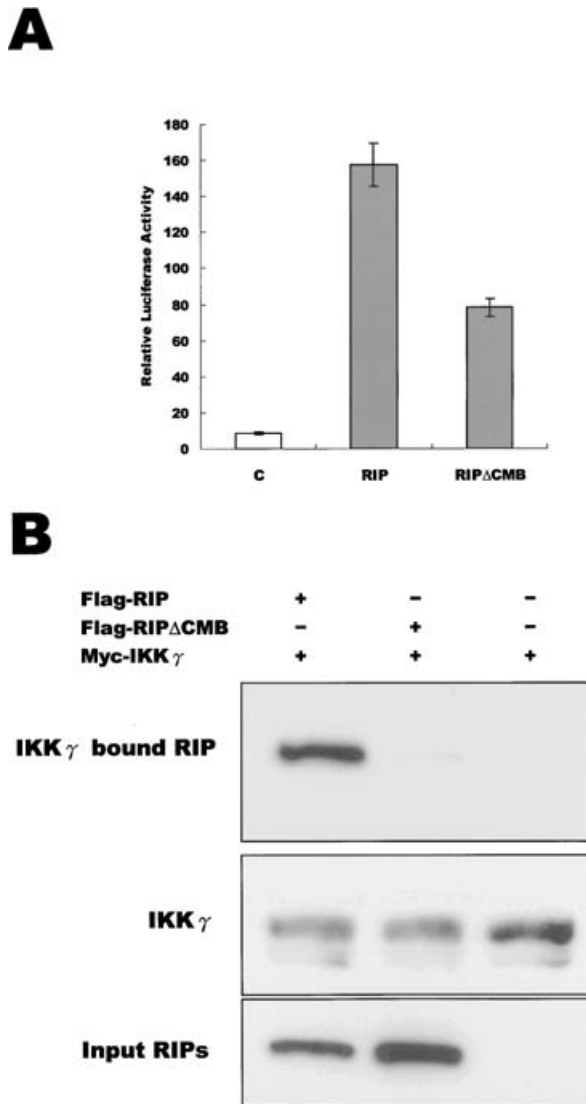 A
Relative Luciferase Activity
180
160
140
120
100
80
60
40
20
0
C RIP RIPΔCMB
B
Flag-RIP + − −
Flag-RIPΔCMB − + −
Myc-IKKγ + + +
IKKγ bound RIP
IKKγ
Input RIPs